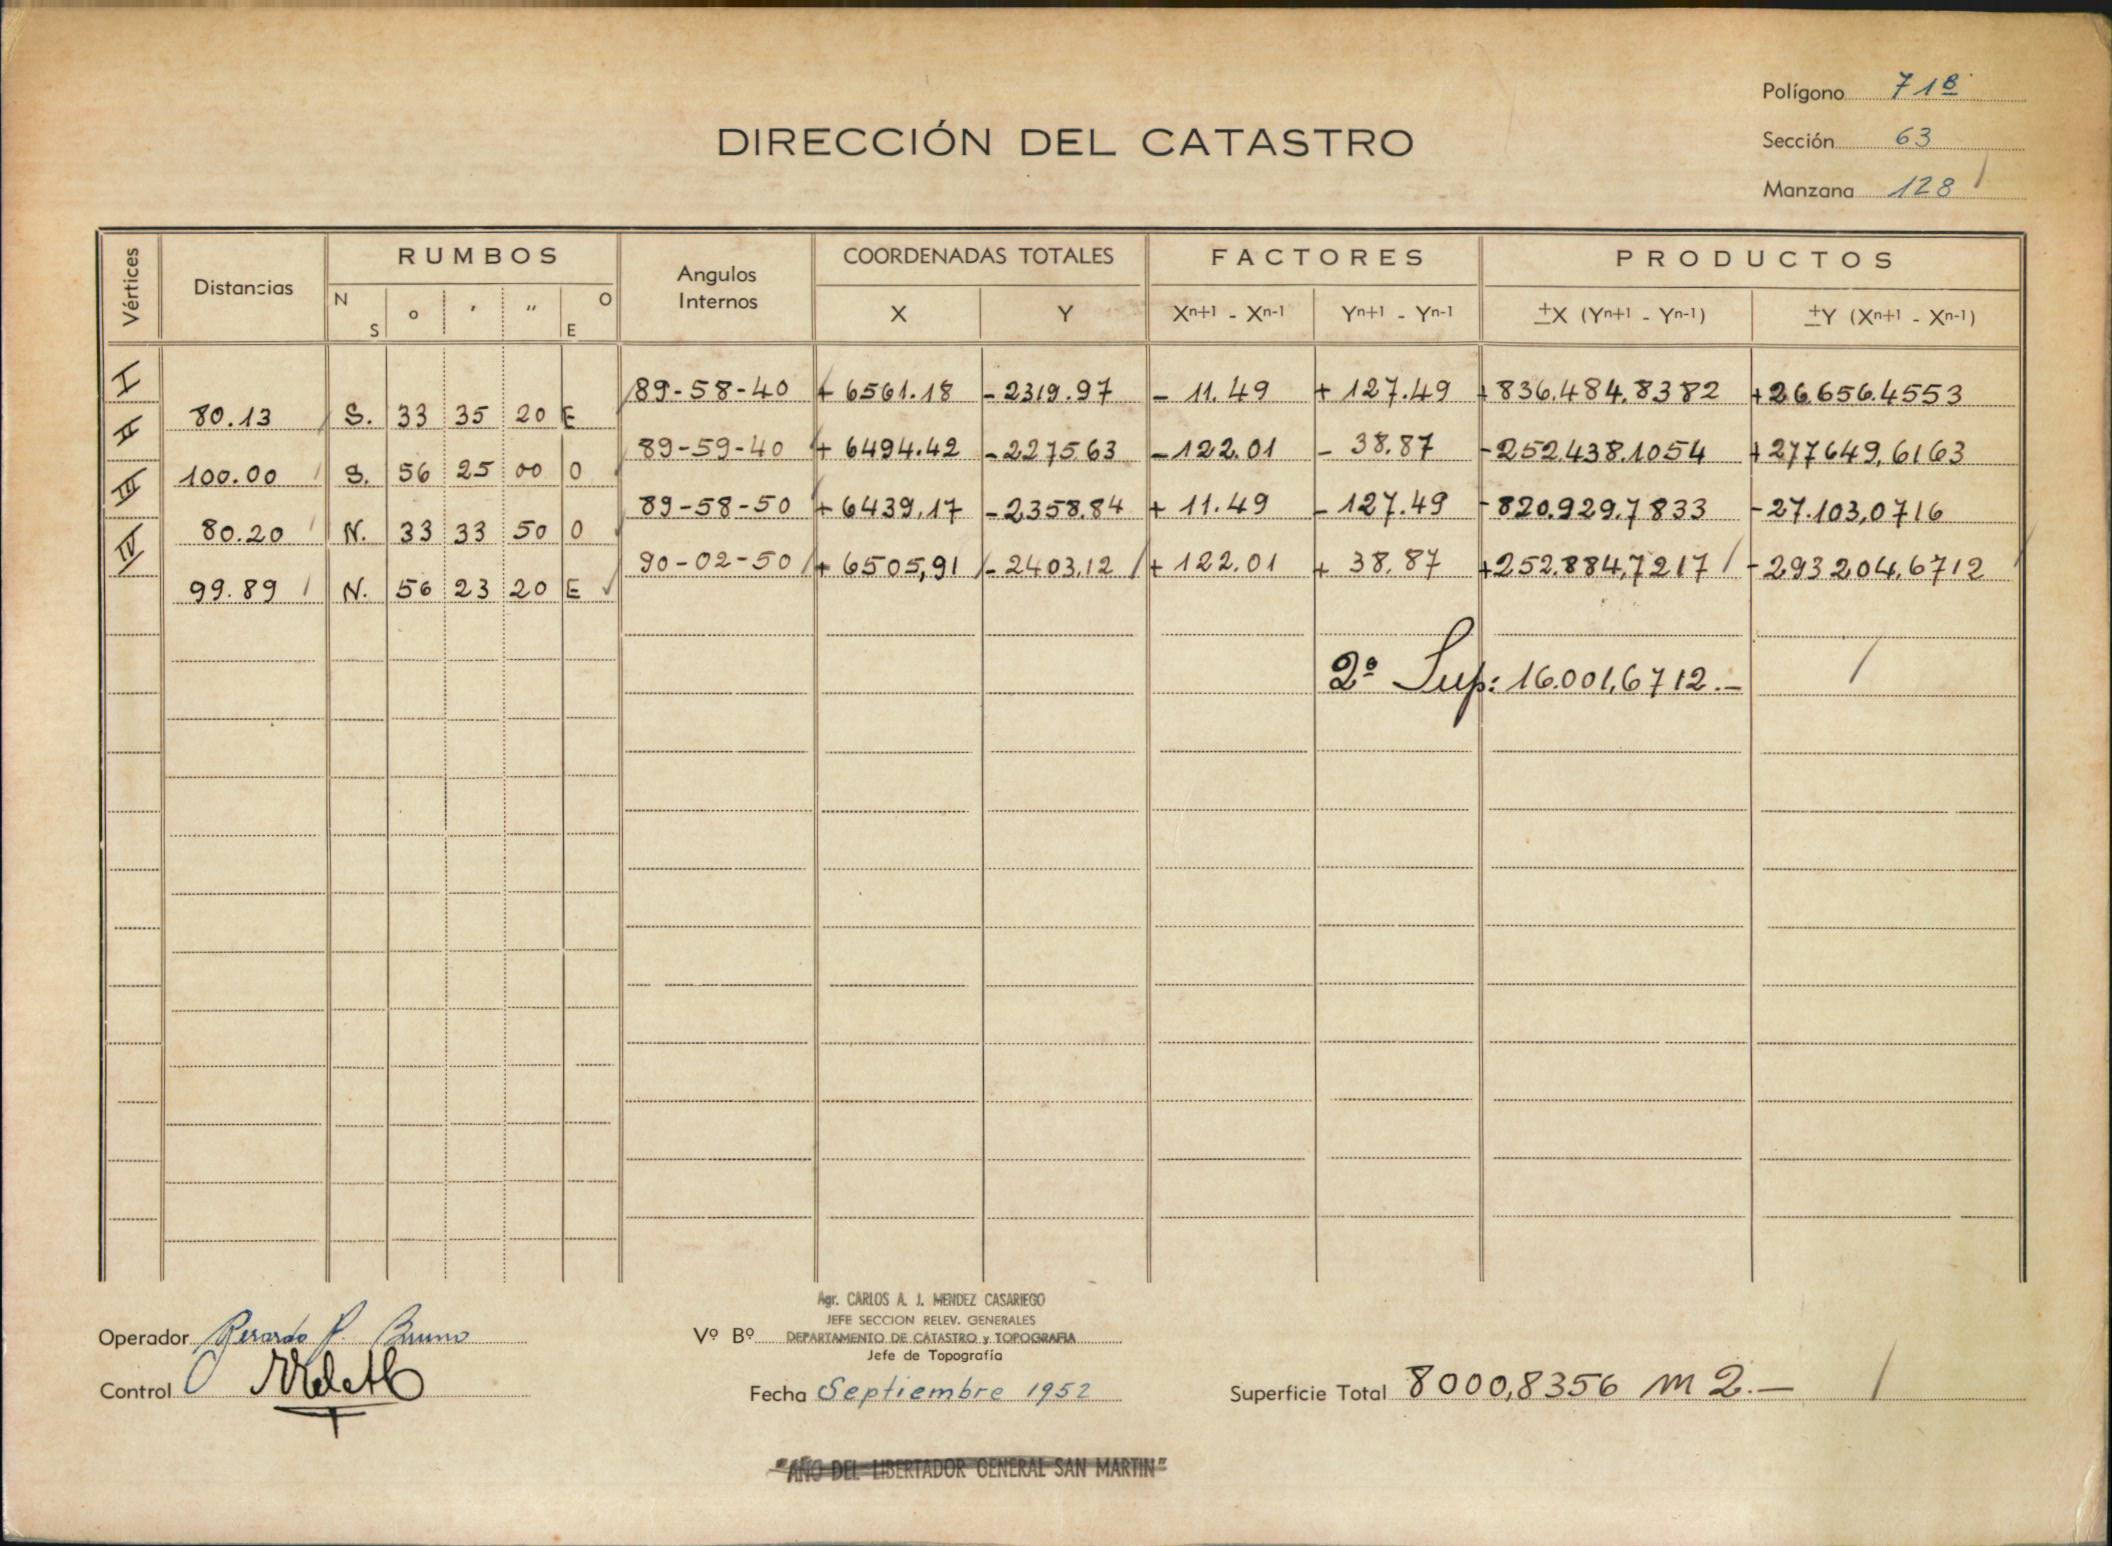 Polígono 71B
DIRECCIÓN DEL CATASTRO
Sección 63
Manzana 128
Vértices Distancias RUMBOS Angulos Internos COORDENADAS TOTALES FACTORES PRODUCTOS
N S o ' " E O X Y Xn+1 - Xn-1 Yn+1 - Yn-1 ±X (Yn+1 - Yn-1) ±Y (Xn+1 - Xn-1)
I 89-58-40 + 6561.18 - 2319.97 - 11.49 + 127.49 + 836.484.8382 + 26.656.4553
80.13 S. 33 35 20 E
II 89-59-40 + 6494.42 - 2275.63 - 122.01 - 38.87 - 252.438.1054 + 277649,6163
100.00 S. 56 25 00 O
III 89-58-50 + 6439,17 - 2358.84 + 11.49 - 127.49 - 820.929.7833 - 27.103,0716
80.20 N. 33 33 50 O
IV 90-02-50 + 6505,91 - 2403.12 + 122.01 + 38.87 + 252.884,7217 - 293204.6712
99.89 N. 56 23 20 E
2ª Sup: 16.001,6712.-
Agr. CARLOS A. J. MENDEZ CASARIEGO
JEFE SECCION RELEV. GENERALES
Operador Gerardo P. Bruno Vº Bº DEPARTAMENTO DE CATASTRO y TOPOGRAFIA
Jefe de Topografía
Control
Fecha Septiembre 1952
Superficie Total 8000,8356 m2.-
"AÑO DEL LIBERTADOR GENERAL SAN MARTIN"